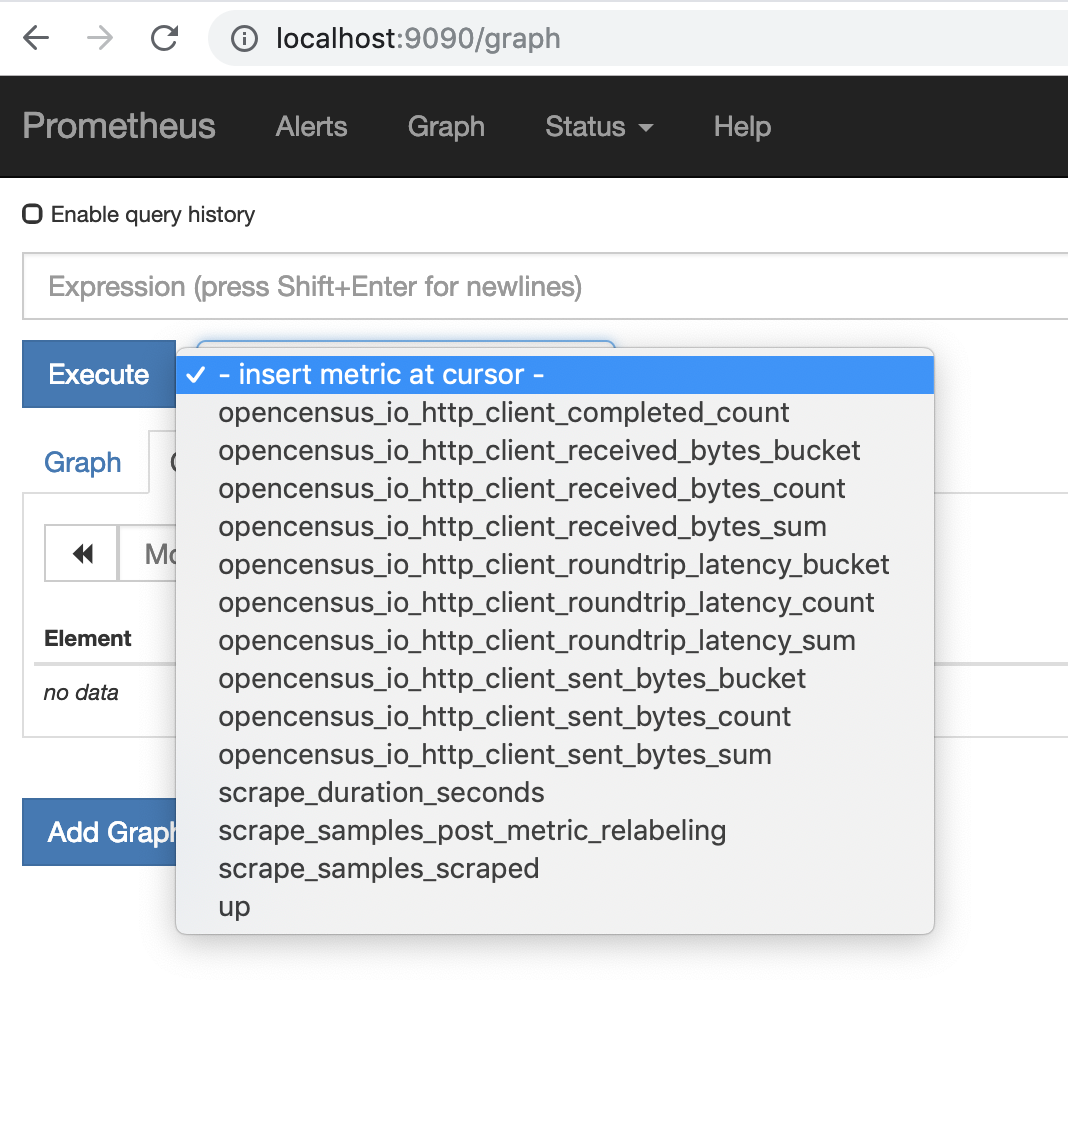 localhost:9090/graph
Prometheus Alerts Graph Status Help
Enable query history
Expression (press Shift+Enter for newlines)
Execute
- insert metric at cursor -
opencensus_io_http_client_completed_count
opencensus_io_http_client_received_bytes_bucket
opencensus_io_http_client_received_bytes_count
opencensus_io_http_client_received_bytes_sum
opencensus_io_http_client_roundtrip_latency_bucket
opencensus_io_http_client_roundtrip_latency_count
opencensus_io_http_client_roundtrip_latency_sum
opencensus_io_http_client_sent_bytes_bucket
opencensus_io_http_client_sent_bytes_count
opencensus_io_http_client_sent_bytes_sum
scrape_duration_seconds
scrape_samples_post_metric_relabeling
scrape_samples_scraped
up
Graph
Element
no data
Add Graph